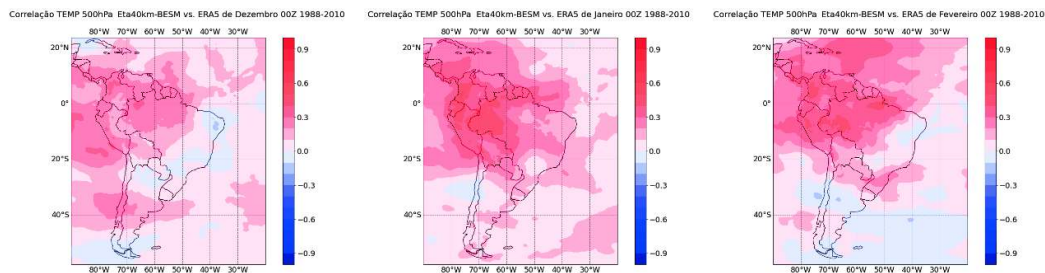 Correlação TEMP 500hPa Eta40km-BESM vs. ERA5 de Dezembro 00Z 1988-2010
80°W 70°W 60°W 50°W 40°W 30°W
20°N
0°
20°S
40°S
80°W 70°W 60°W 50°W 40°W 30°W
0.9
0.6
0.3
0.0
−0.3
−0.6
−0.9
Correlação TEMP 500hPa Eta40km-BESM vs. ERA5 de Janeiro 00Z 1988-2010
80°W 70°W 60°W 50°W 40°W 30°W
20°N
0°
20°S
40°S
80°W 70°W 60°W 50°W 40°W 30°W
0.9
0.6
0.3
0.0
−0.3
−0.6
−0.9
Correlação TEMP 500hPa Eta40km-BESM vs. ERA5 de Fevereiro 00Z 1988-2010
80°W 70°W 60°W 50°W 40°W 30°W
20°N
0°
20°S
40°S
80°W 70°W 60°W 50°W 40°W 30°W
0.9
0.6
0.3
0.0
−0.3
−0.6
−0.9